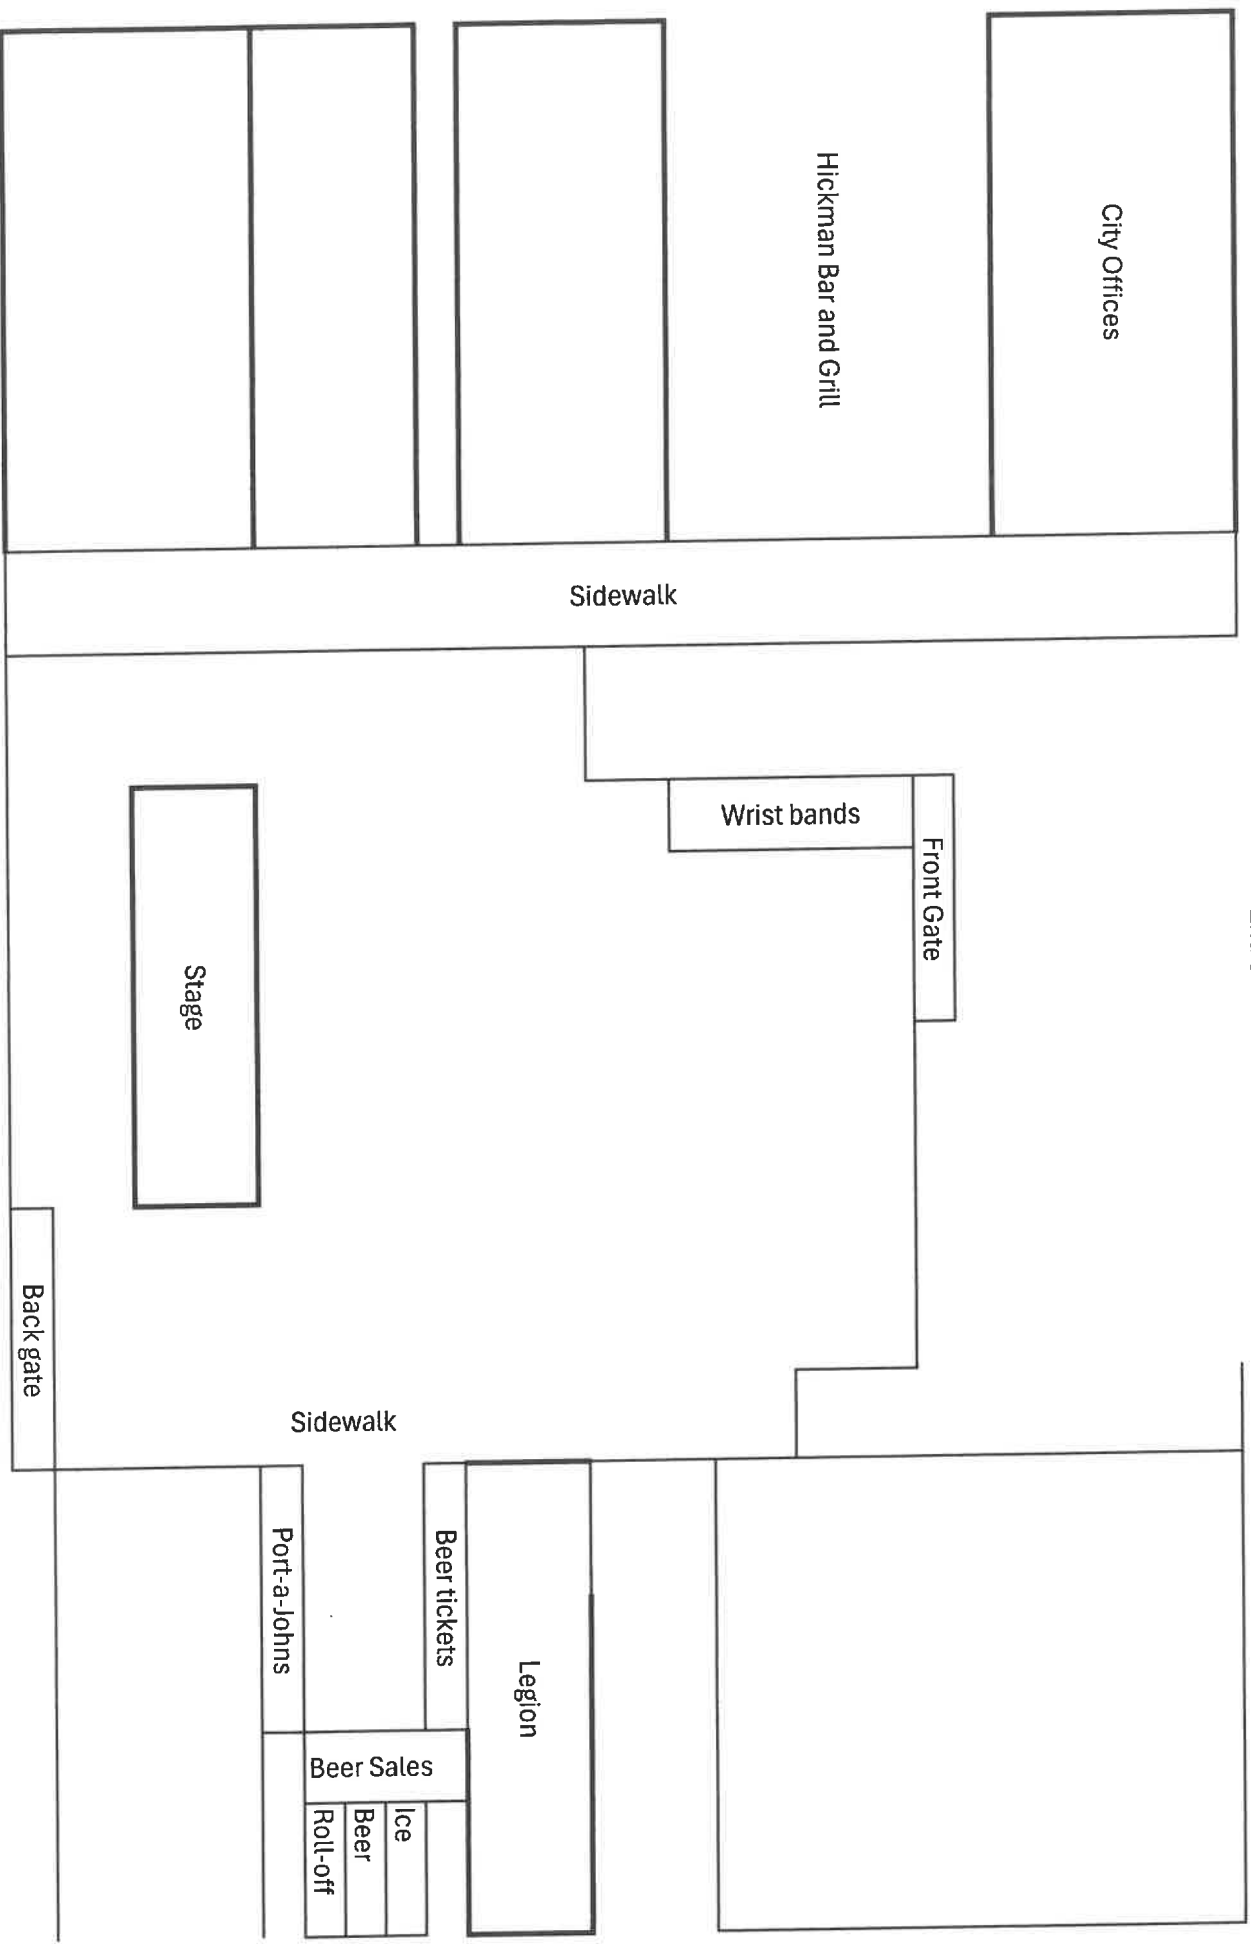 City Offices
Hickman Bar and Grill
Sidewalk
Wrist bands
Front Gate
Stage
Back gate
Sidewalk
Port-a-Johns
Beer tickets
Legion
Beer Sales
Ice
Beer
Roll-off